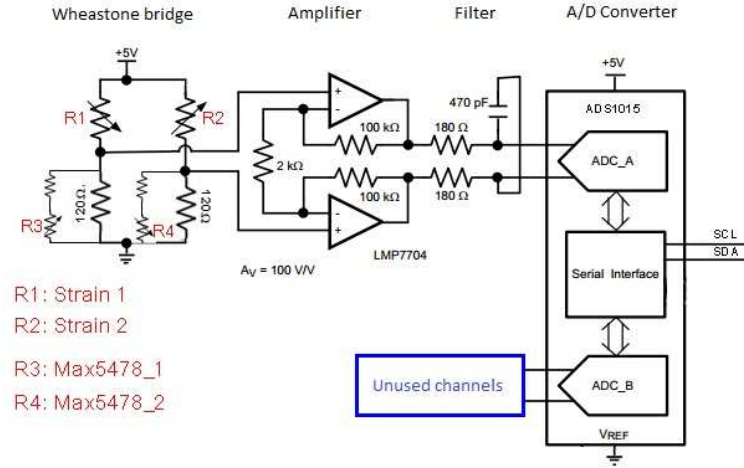 Wheastone bridge
Amplifier
Filter
A/D Converter
+5V
+5V
470 pF
ADS1015
R1
R2
+
-
100 kΩ
180 Ω
ADC_A
2 kΩ
120Ω.
120Ω
R3
R4
100 kΩ
180 Ω
-
+
LMP7704
AV = 100 V/V
SCL
SDA
Serial Interface
R1: Strain 1
R2: Strain 2
R3: Max5478_1
R4: Max5478_2
Unused channels
ADC_B
VREF